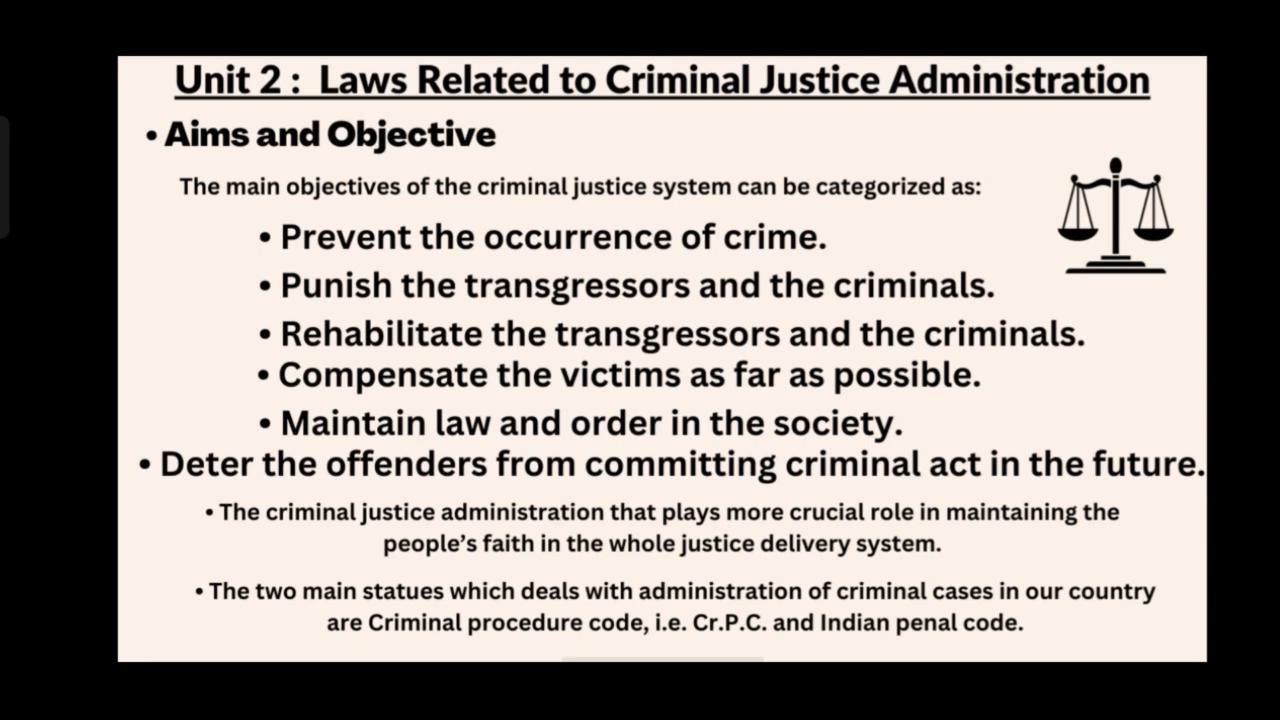 Unit 2 : Laws Related to Criminal Justice Administration
• Aims and Objective
The main objectives of the criminal justice system can be categorized as:
• Prevent the occurrence of crime.
• Punish the transgressors and the criminals.
• Rehabilitate the transgressors and the criminals.
• Compensate the victims as far as possible.
• Maintain law and order in the society.
• Deter the offenders from committing criminal act in the future.
• The criminal justice administration that plays more crucial role in maintaining the
people’s faith in the whole justice delivery system.
• The two main statues which deals with administration of criminal cases in our country
are Criminal procedure code, i.e. Cr.P.C. and Indian penal code.